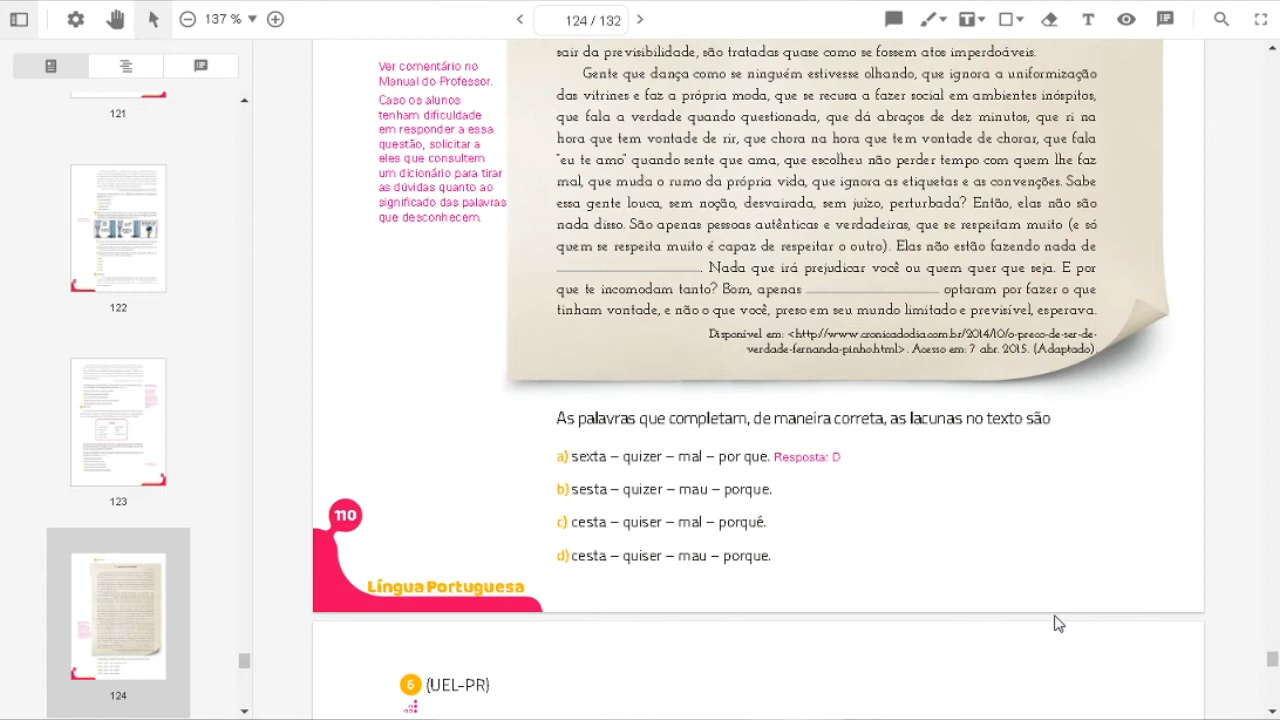 137 %
124 / 132
121
122
123
124
Ver comentário no
Manual do Professor.
Caso os alunos
tenham dificuldade
em responder a essa
questão, solicitar a
eles que consultem
um dicionário para tirar
as dúvidas quanto ao
significado das palavras
que desconhecem.
sair da previsibilidade, são tratadas quase como se fossem atos imperdoáveis.
Gente que dança como se ninguém estivesse olhando, que ignora a uniformização
das vitrines e faz a própria moda, que se recusa a fazer social em ambientes inóspitos,
que fala a verdade quando questionada, que dá abraços de dez minutos, que ri na
hora que tem vontade de rir, que chora na hora que tem vontade de chorar, que fala
"eu te amo" quando sente que ama, que escolheu não perder tempo com quem lhe faz
, muda o rumo da própria vida e ignora as etiquetas e as convenções. Sabe
essa gente louca, sem noção, desvairada, sem juízo, perturbada? Então, elas não são
nada disso. São apenas pessoas autênticas e verdadeiras, que se respeitam muito (e só
quem se respeita muito é capaz de respeitar o outro). Elas não estão fazendo nada de
Nada que irá prejudicar você ou quem quer que seja. E por
que te incomodam tanto? Bom, apenas ______ optaram por fazer o que
tinham vontade, e não o que você, preso em seu mundo limitado e previsível, esperava.
Disponível em: <http://www.cronicadodia.com.br/2014/10/o-preco-de-ser-de-
verdade-fernanda-pinho.html>. Acesso em: 7 abr. 2015. (Adaptado).
As palavras que completam, de maneira correta, as lacunas no texto são
a) sexta – quizer – mal – por que. Resposta: D
b) sesta – quizer – mau – porque.
c) cesta – quiser – mal – porquê.
d) cesta – quiser – mau – porque.
110
Língua Portuguesa
6 (UEL-PR)